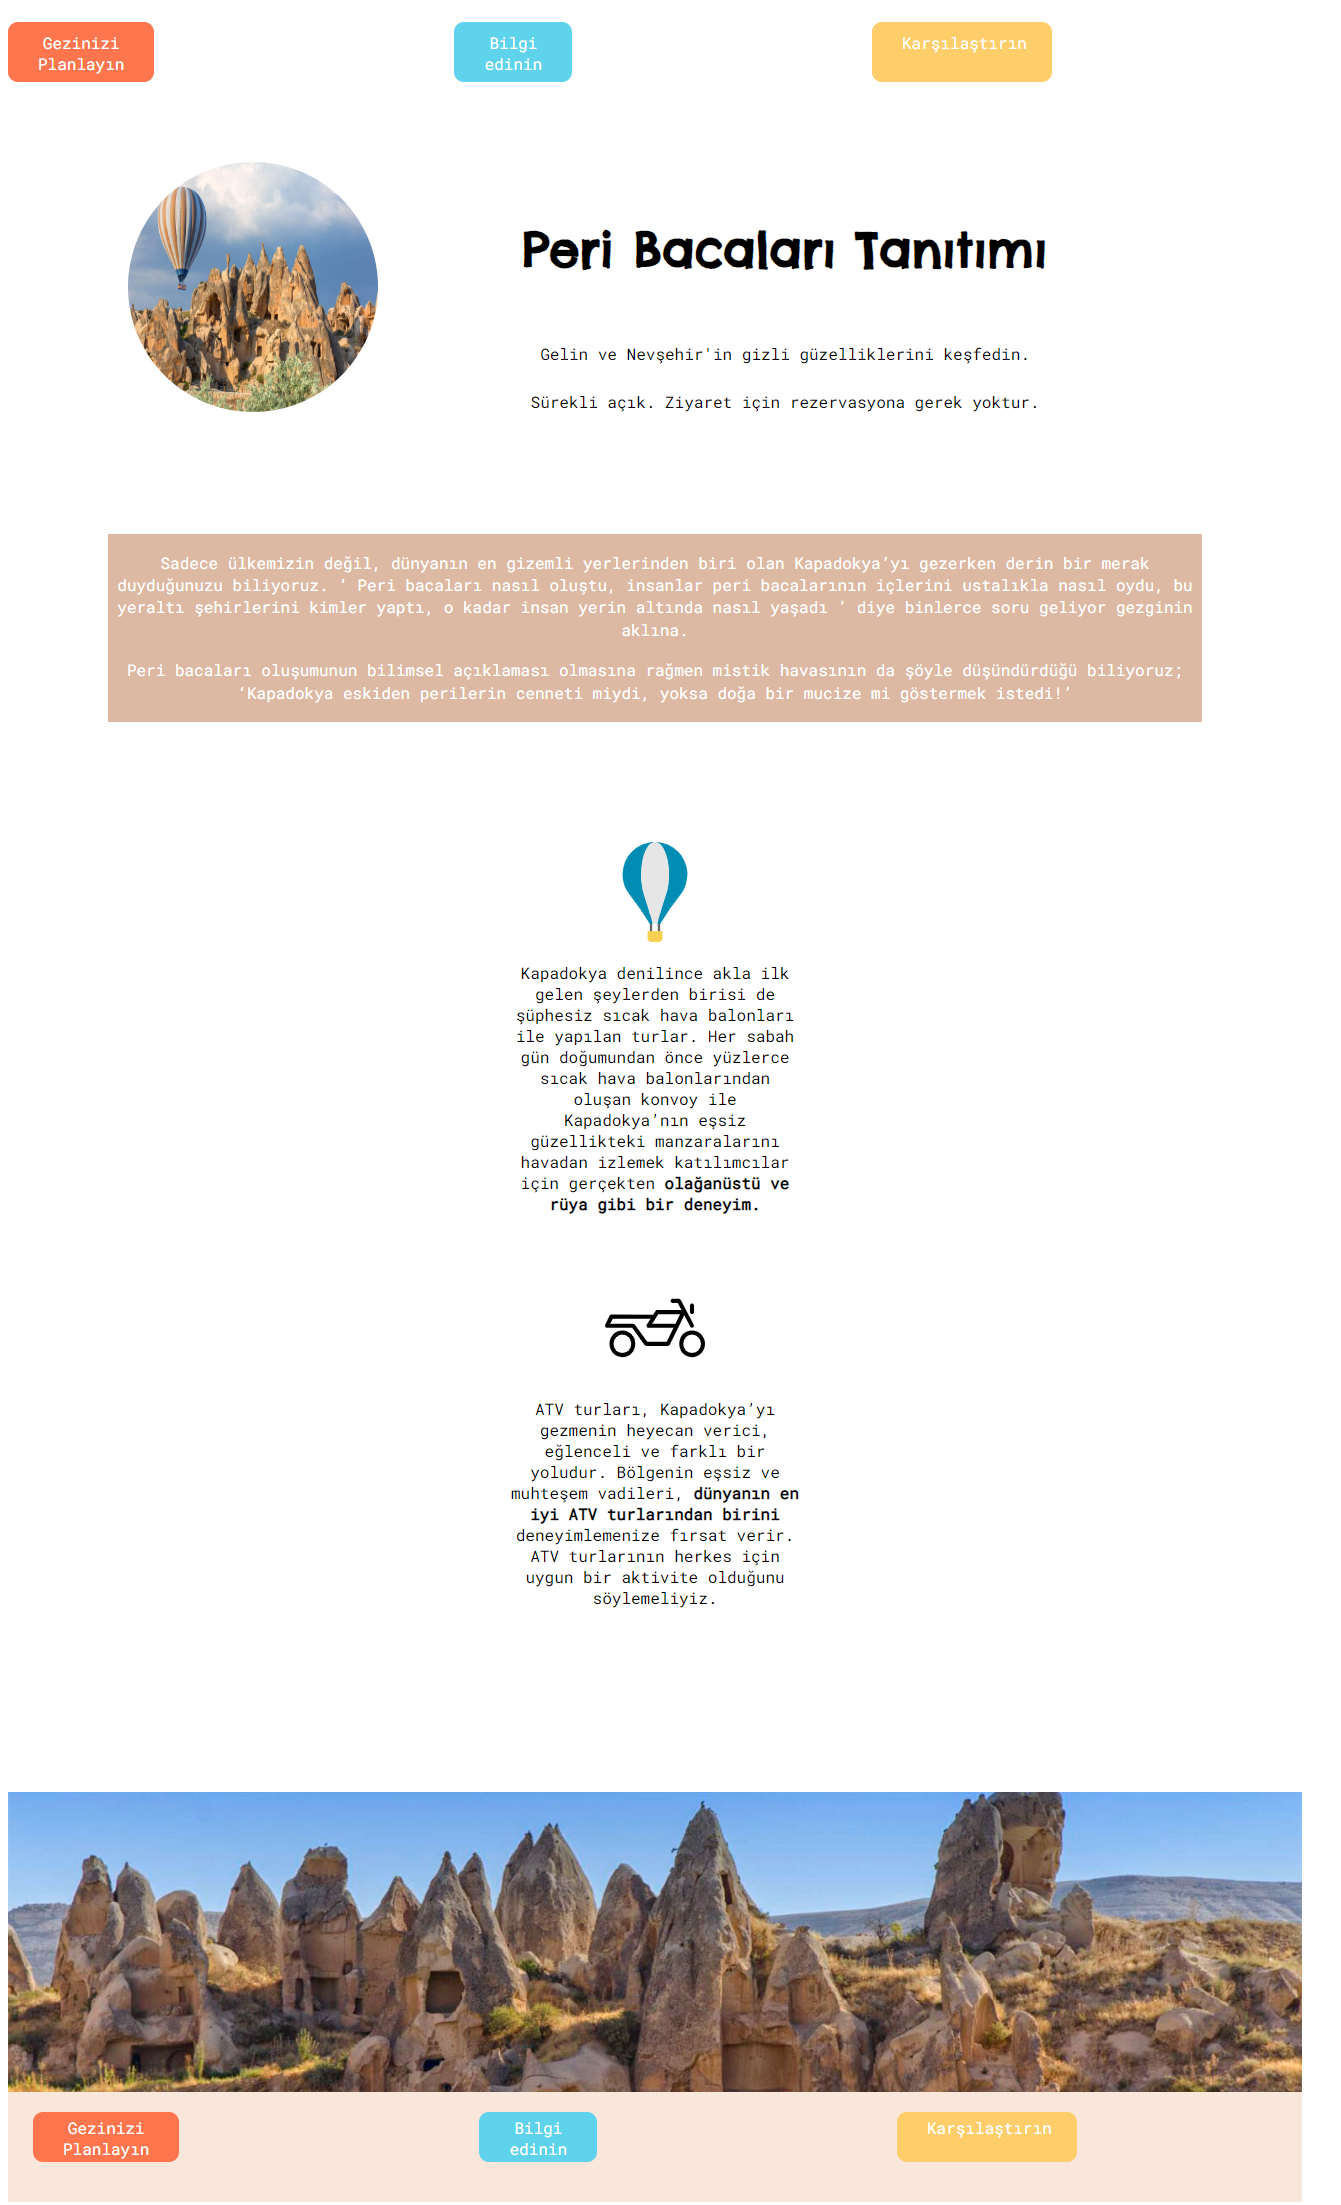 Gezinizi
Planlayın
Bilgi
edinin
Karşılaştırın
Peri Bacaları Tanıtımı
Gelin ve Nevşehir'in gizli güzelliklerini keşfedin.
Sürekli açık. Ziyaret için rezervasyona gerek yoktur.
Sadece ülkemizin değil, dünyanın en gizemli yerlerinden biri olan Kapadokya’yı gezerken derin bir merak
duyduğunuzu biliyoruz. ‘ Peri bacaları nasıl oluştu, insanlar peri bacalarının içlerini ustalıkla nasıl oydu, bu
yeraltı şehirlerini kimler yaptı, o kadar insan yerin altında nasıl yaşadı ’ diye binlerce soru geliyor gezginin
aklına.
Peri bacaları oluşumunun bilimsel açıklaması olmasına rağmen mistik havasının da şöyle düşündürdüğü biliyoruz;
‘Kapadokya eskiden perilerin cenneti miydi, yoksa doğa bir mucize mi göstermek istedi!’
Kapadokya denilince akla ilk
gelen şeylerden birisi de
şüphesiz sıcak hava balonları
ile yapılan turlar. Her sabah
gün doğumundan önce yüzlerce
sıcak hava balonlarından
oluşan konvoy ile
Kapadokya’nın eşsiz
güzellikteki manzaralarını
havadan izlemek katılımcılar
için gerçekten olağanüstü ve
rüya gibi bir deneyim.
ATV turları, Kapadokya’yı
gezmenin heyecan verici,
eğlenceli ve farklı bir
yoludur. Bölgenin eşsiz ve
muhteşem vadileri, dünyanın en
iyi ATV turlarından birini
deneyimlemenize fırsat verir.
ATV turlarının herkes için
uygun bir aktivite olduğunu
söylemeliyiz.
Gezinizi
Planlayın
Bilgi
edinin
Karşılaştırın